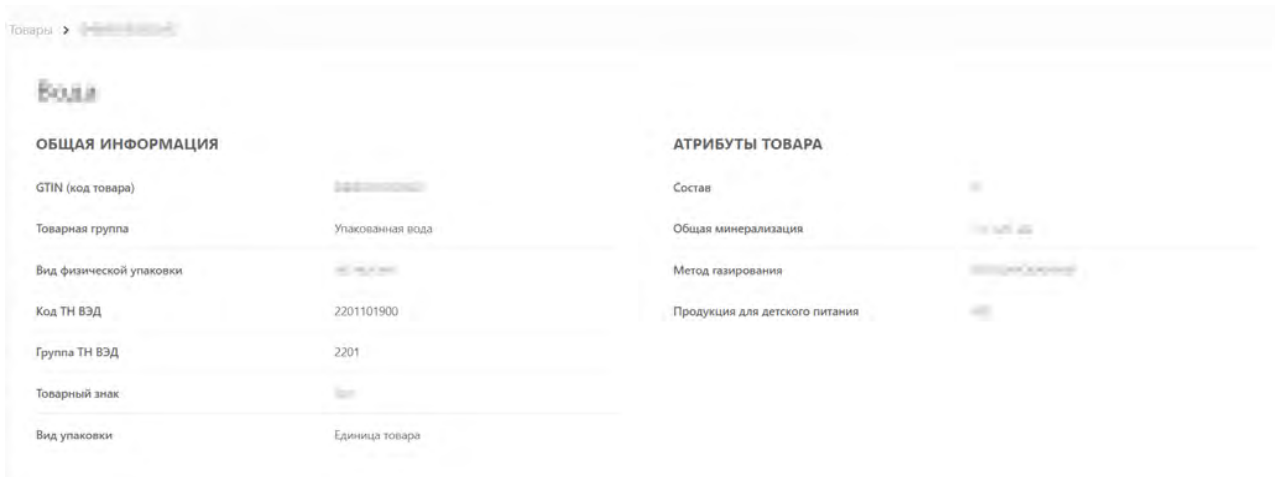 Товары >
Вода
ОБЩАЯ ИНФОРМАЦИЯ
GTIN (код товара)
Товарная группа Упакованная вода
Вид физической упаковки
Код ТН ВЭД 2201101900
Группа ТН ВЭД 2201
Товарный знак
Вид упаковки Единица товара
АТРИБУТЫ ТОВАРА
Состав
Общая минерализация
Метод газирования
Продукция для детского питания